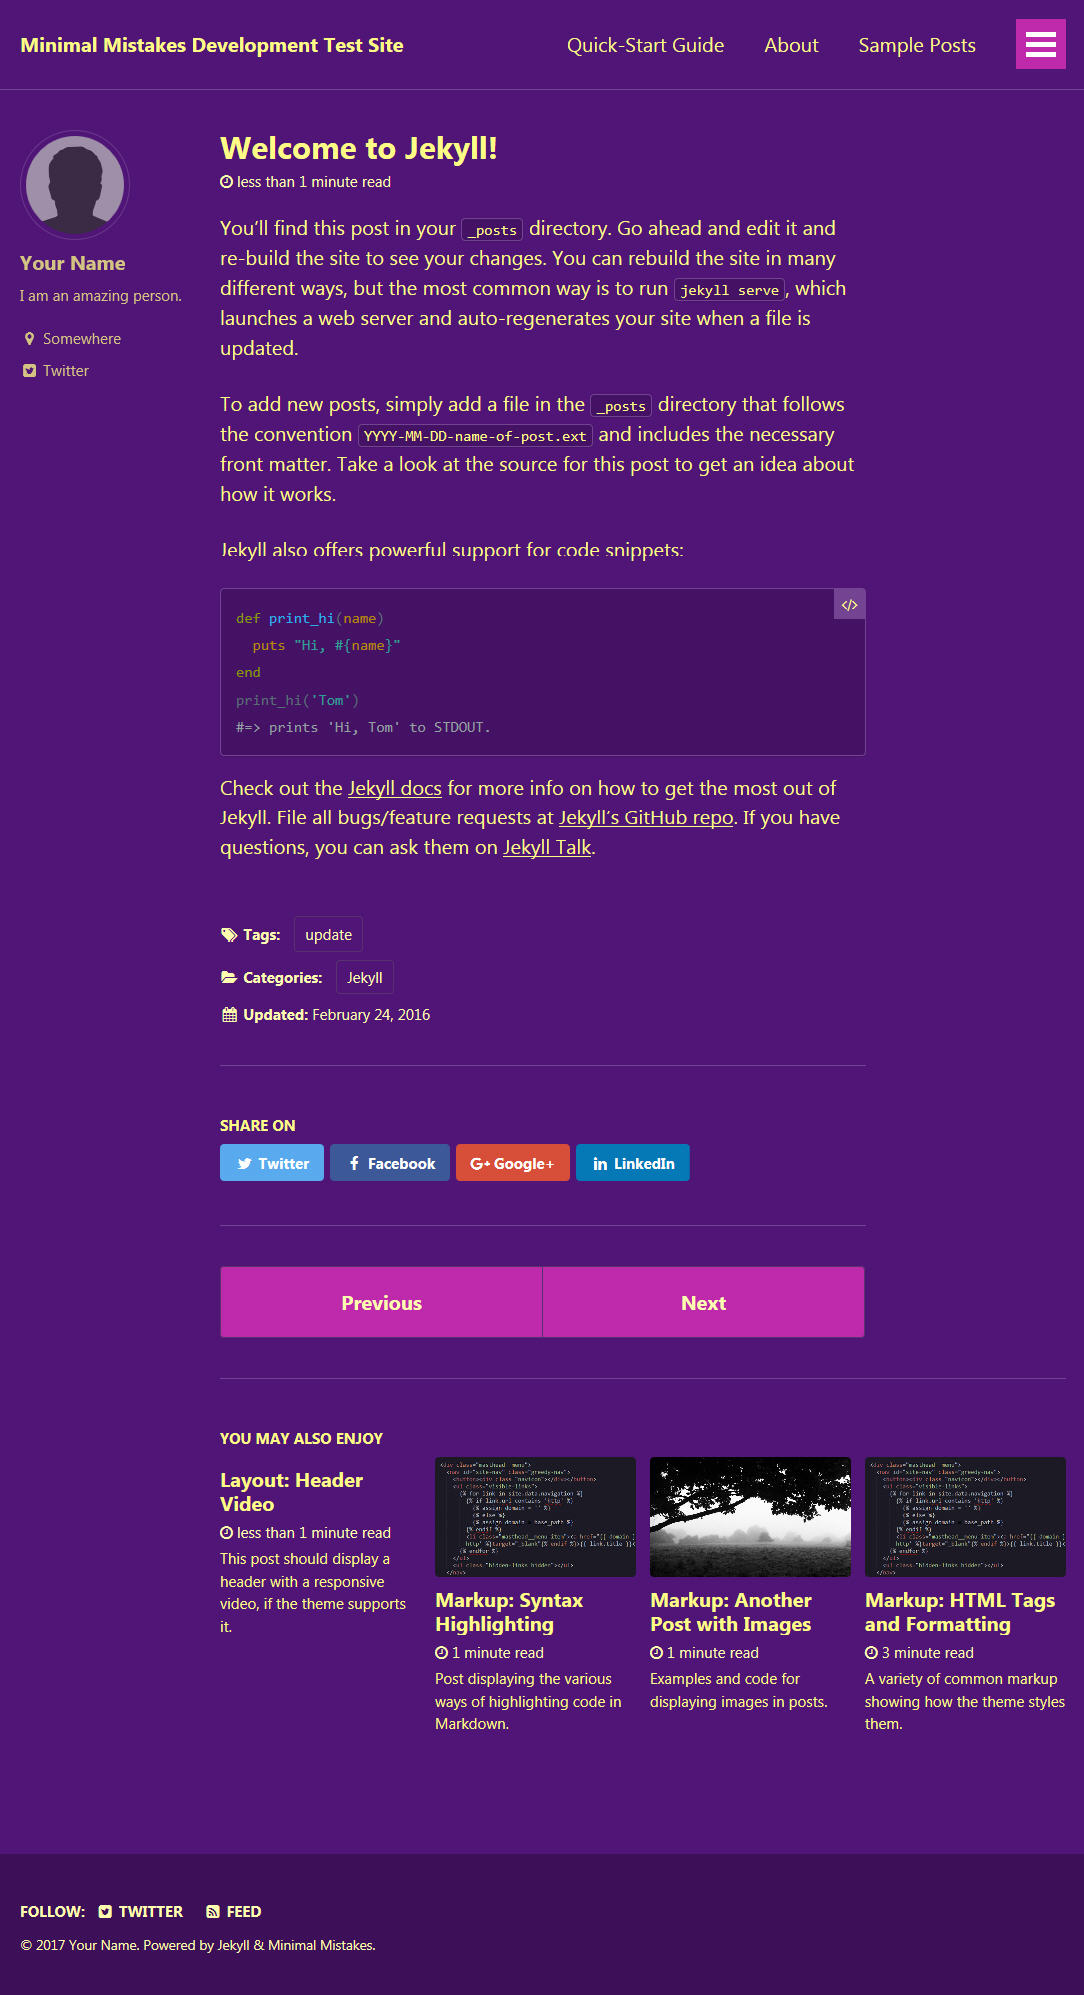 Minimal Mistakes Development Test Site
Quick-Start Guide
About
Sample Posts
Your Name
I am an amazing person.
Somewhere
Twitter
Welcome to Jekyll!
less than 1 minute read
You’ll find this post in your _posts directory. Go ahead and edit it and
re-build the site to see your changes. You can rebuild the site in many
different ways, but the most common way is to run jekyll serve, which
launches a web server and auto-regenerates your site when a file is
updated.
To add new posts, simply add a file in the _posts directory that follows
the convention YYYY-MM-DD-name-of-post.ext and includes the necessary
front matter. Take a look at the source for this post to get an idea about
how it works.
Jekyll also offers powerful support for code snippets:
</>
def print_hi(name)
  puts "Hi, #{name}"
end
print_hi('Tom')
#=> prints 'Hi, Tom' to STDOUT.
Check out the Jekyll docs for more info on how to get the most out of
Jekyll. File all bugs/feature requests at Jekyll’s GitHub repo. If you have
questions, you can ask them on Jekyll Talk.
Tags: update
Categories: Jekyll
Updated: February 24, 2016
SHARE ON
Twitter
Facebook
Google+
LinkedIn
Previous
Next
YOU MAY ALSO ENJOY
Layout: Header
Video
less than 1 minute read
This post should display a
header with a responsive
video, if the theme supports
it.
Markup: Syntax
Highlighting
1 minute read
Post displaying the various
ways of highlighting code in
Markdown.
Markup: Another
Post with Images
1 minute read
Examples and code for
displaying images in posts.
Markup: HTML Tags
and Formatting
3 minute read
A variety of common markup
showing how the theme styles
them.
FOLLOW: TWITTER FEED
© 2017 Your Name. Powered by Jekyll & Minimal Mistakes.